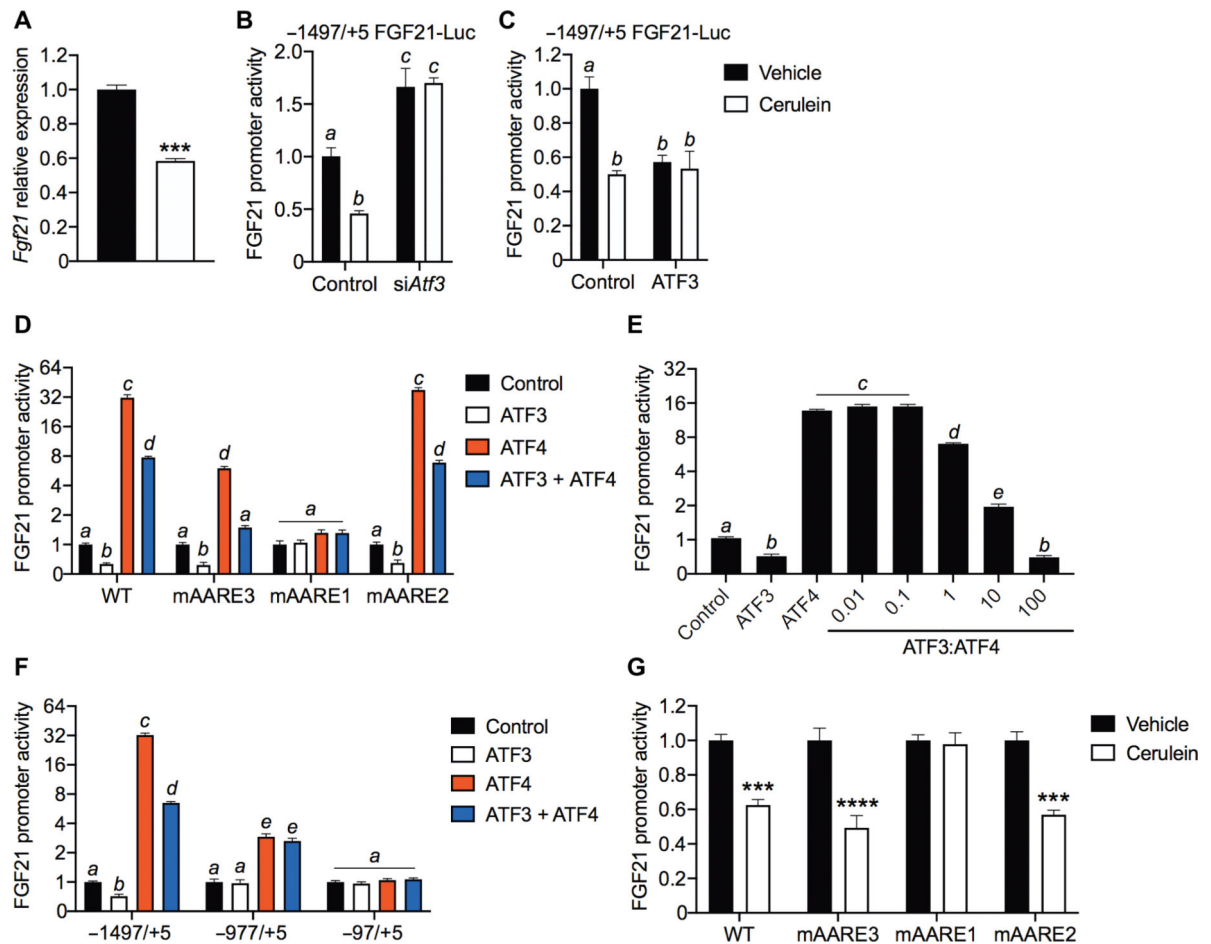 A
Fgf21 relative expression
1.2
1.0
0.8
0.6
0.4
0.2
0
***
B
–1497/+5 FGF21-Luc
FGF21 promoter activity
2.0
1.5
1.0
0.5
0
a
b
c
c
Control
siAtf3
C
–1497/+5 FGF21-Luc
FGF21 promoter activity
1.2
1.0
0.8
0.6
0.4
0.2
0
a
b
b
b
Control
ATF3
Vehicle
Cerulein
D
FGF21 promoter activity
64
32
16
8
4
2
1
0
a
b
c
d
a
b
d
a
a
a
b
c
d
WT
mAARE3
mAARE1
mAARE2
Control
ATF3
ATF4
ATF3 + ATF4
E
FGF21 promoter activity
32
16
8
4
2
1
0
a
b
c
d
e
b
Control
ATF3
ATF4
0.01
0.1
1
10
100
ATF3:ATF4
F
FGF21 promoter activity
64
32
16
8
4
2
1
0
a
b
c
d
a
a
e
e
a
–1497/+5
–977/+5
–97/+5
Control
ATF3
ATF4
ATF3 + ATF4
G
FGF21 promoter activity
1.2
1.0
0.8
0.6
0.4
0.2
0
***
****
***
WT
mAARE3
mAARE1
mAARE2
Vehicle
Cerulein